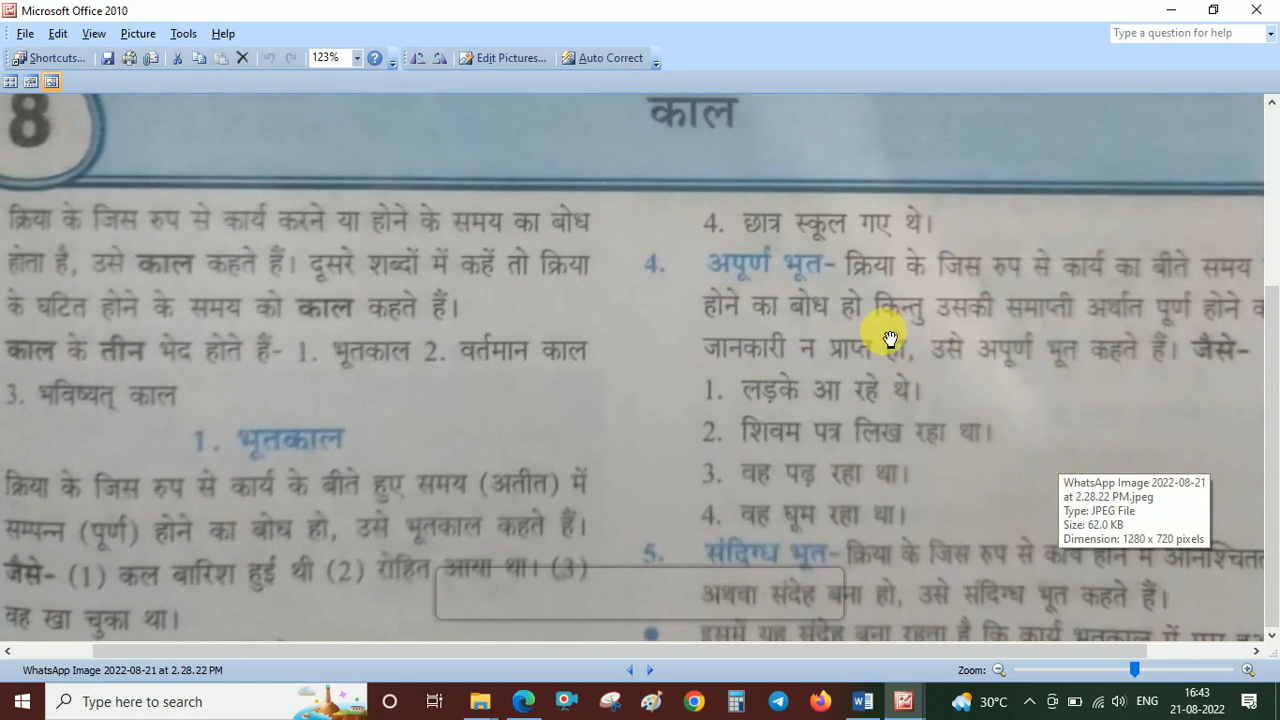 Microsoft Office 2010
File Edit View Picture Tools Help
Type a question for help
Shortcuts... 123% Edit Pictures... Auto Correct
8
काल
क्रिया के जिस रुप से कार्य करने या होने के समय का बोध
होता है, उसे काल कहते हैं। दूसरे शब्दों में कहें तो क्रिया
के घटित होने के समय को काल कहते हैं।
काल के तीन भेद होते हैं- 1. भूतकाल 2. वर्तमान काल
3. भविष्यत् काल
1. भूतकाल
क्रिया के जिस रुप से कार्य के बीते हुए समय (अतीत) में
सम्पन्न (पूर्ण) होने का बोध हो, उसे भूतकाल कहते हैं।
जैसे- (1) कल बारिश हुई थी (2) रोहित आया था। (3)
वह खा चुका था।
4. छात्र स्कूल गए थे।
4. अपूर्ण भूत- क्रिया के जिस रुप से कार्य का बीते समय
होने का बोध हो किन्तु उसकी समाप्ती अर्थात पूर्ण होने
जानकारी न प्राप्त हो, उसे अपूर्ण भूत कहते हैं। जैसे-
1. लड़के आ रहे थे।
2. शिवम पत्र लिख रहा था।
3. वह पढ़ रहा था।
4. वह घूम रहा था।
5. संदिग्ध भूत- क्रिया के जिस रुप से कार्य होने में
अथवा संदेह बना हो, उसे संदिग्ध भूत कहते हैं।
इसमें यह संदेह बना रहता है कि कार्य भूतकाल में
WhatsApp Image 2022-08-21
at 2.28.22 PM.jpeg
Type: JPEG File
Size: 62.0 KB
Dimension: 1280 x 720 pixels
WhatsApp Image 2022-08-21 at 2.28.22 PM
Zoom:
Type here to search
30°C
ENG
16:43
21-08-2022